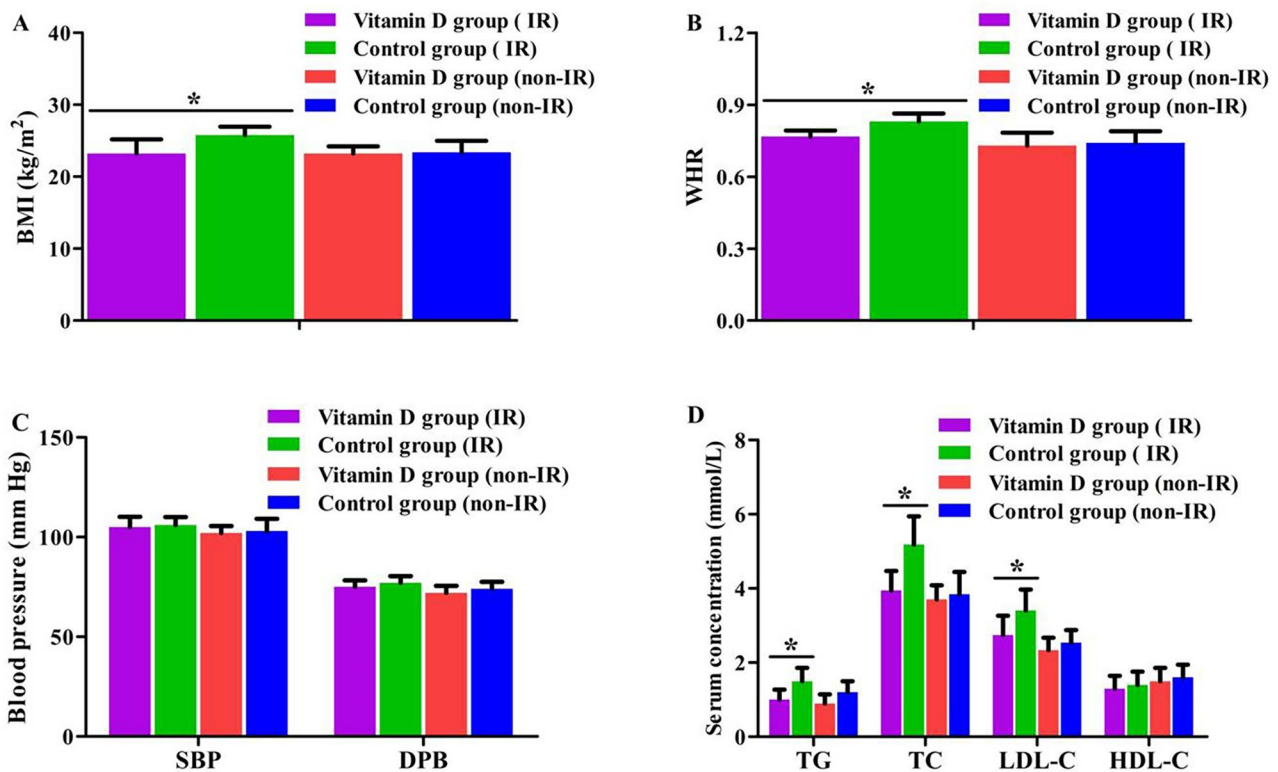 A
Vitamin D group ( IR)
Control group ( IR)
Vitamin D group (non-IR)
Control group (non-IR)
40
30
20
10
0
BMI (kg/m²)
*
B
Vitamin D group ( IR)
Control group ( IR)
Vitamin D group (non-IR)
Control group (non-IR)
1.2
0.9
0.6
0.3
0.0
WHR
*
C
Vitamin D group (IR)
Control group (IR)
Vitamin D group (non-IR)
Control group (non-IR)
150
100
50
0
Blood pressure (mm Hg)
SBP
DPB
D
Vitamin D group ( IR)
Control group ( IR)
Vitamin D group (non-IR)
Control group (non-IR)
8
6
4
2
0
Serum concentration (mmol/L)
*
*
*
TG
TC
LDL-C
HDL-C